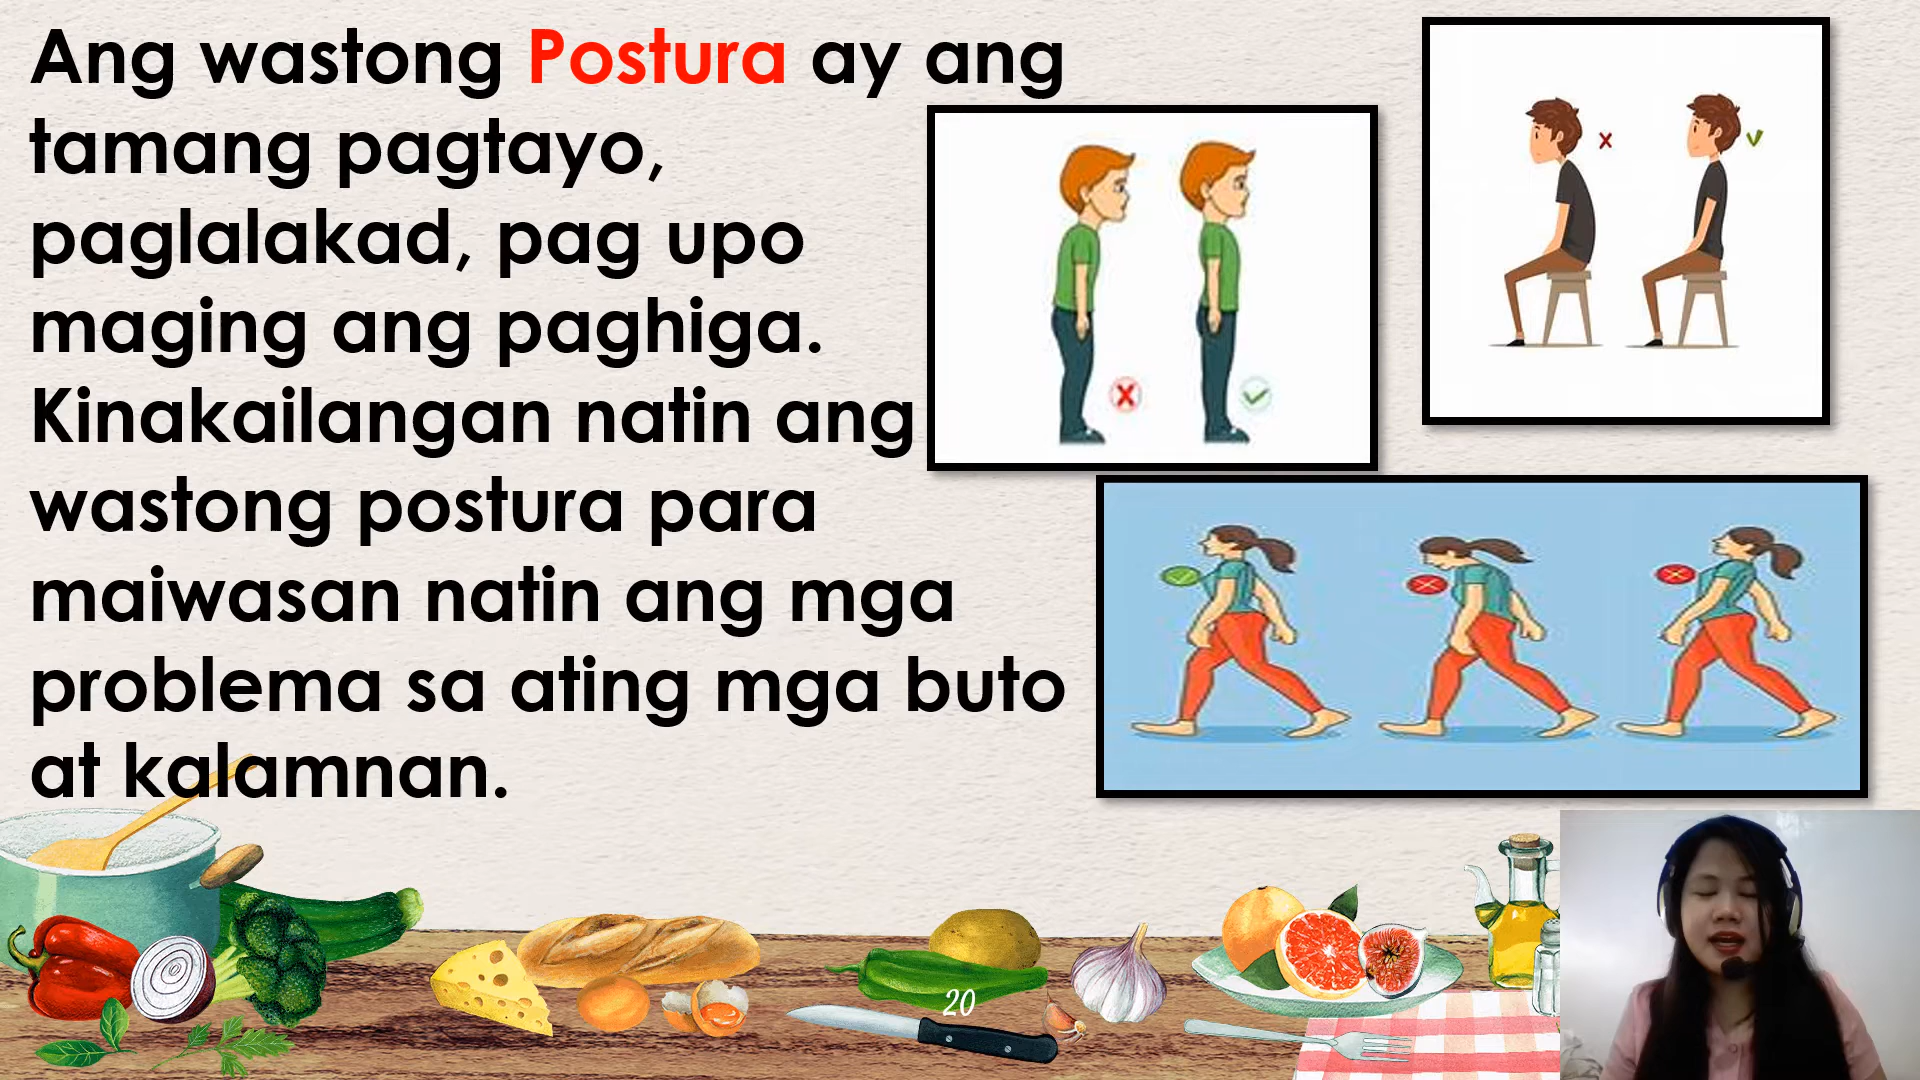 Ang wastong Postura ay ang
tamang pagtayo,
paglalakad, pag upo
maging ang paghiga.
Kinakailangan natin ang
wastong postura para
maiwasan natin ang mga
problema sa ating mga buto
at kalamnan.
20